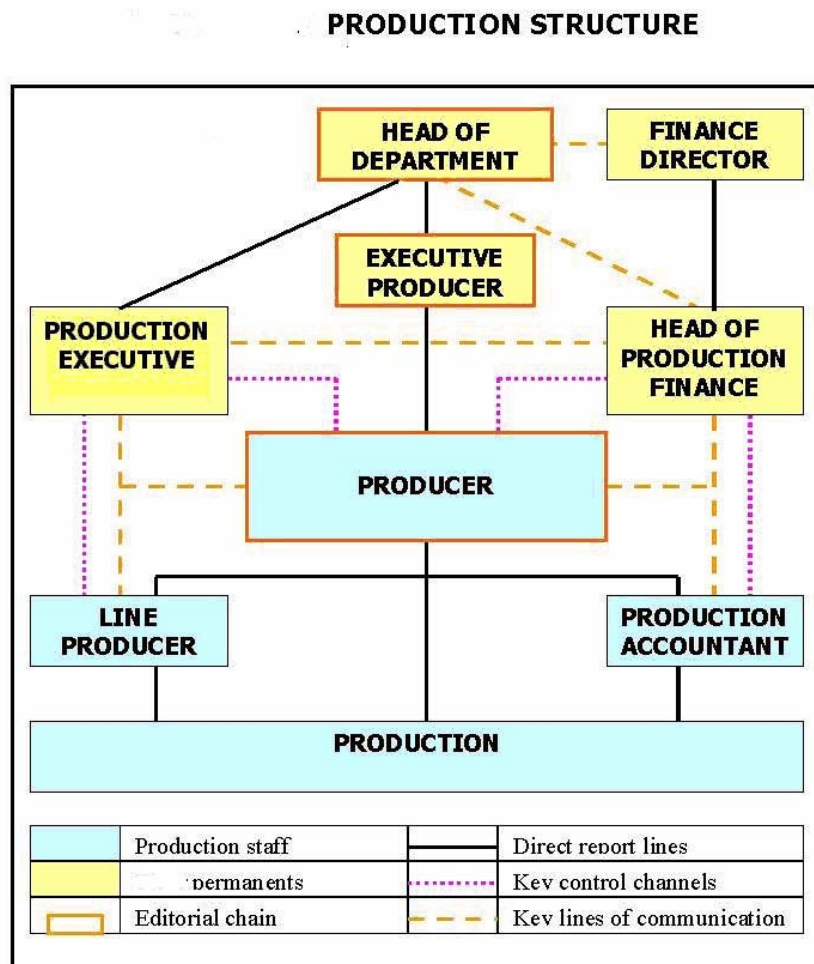 PRODUCTION STRUCTURE
HEAD OF
DEPARTMENT
FINANCE
DIRECTOR
EXECUTIVE
PRODUCER
PRODUCTION
EXECUTIVE
HEAD OF
PRODUCTION
FINANCE
PRODUCER
LINE
PRODUCER
PRODUCTION
ACCOUNTANT
PRODUCTION
Production staff
Direct report lines
permanents
Key control channels
Editorial chain
Key lines of communication